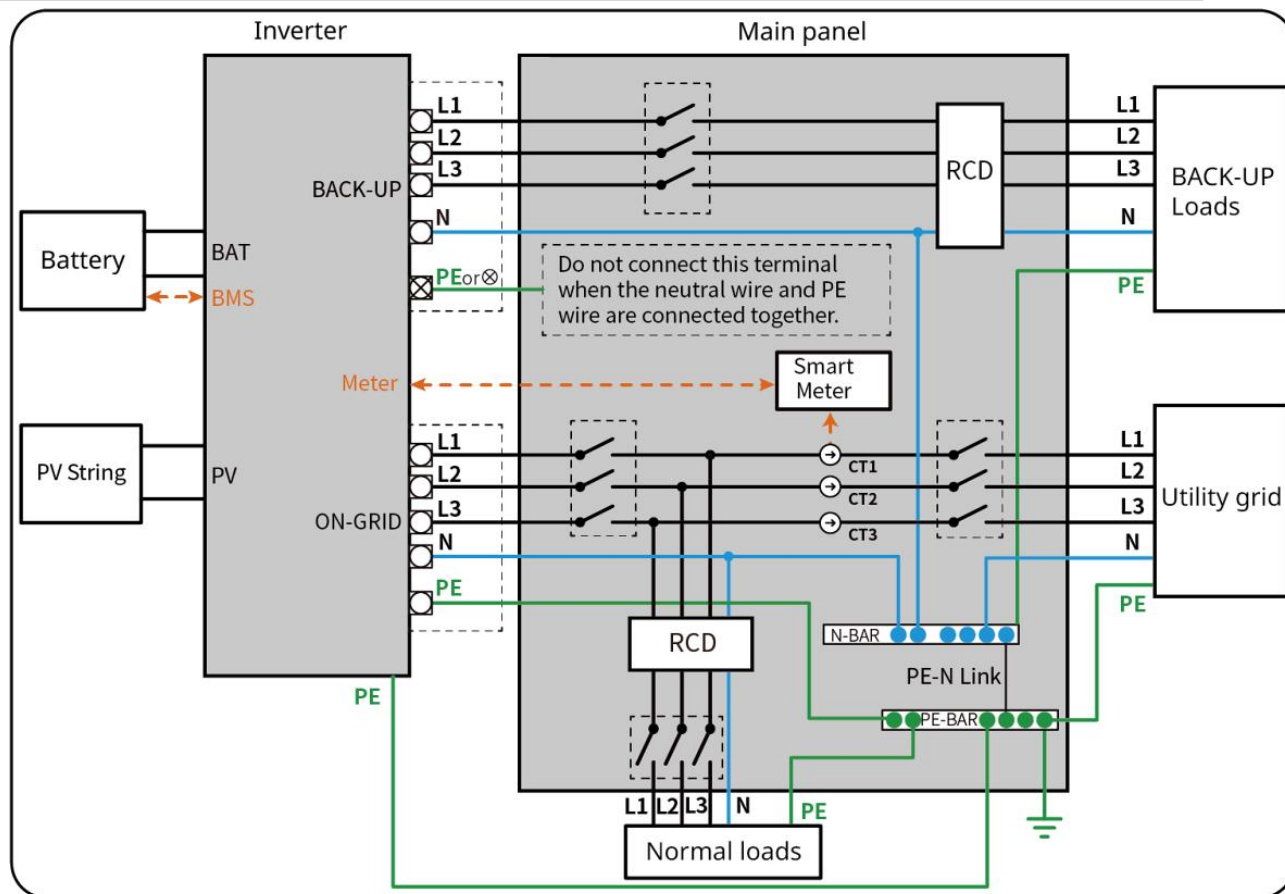 Inverter
Main panel
L1
L2
L3
BACK-UP
N
PEor⊗
RCD
L1
L2
L3
N
PE
BACK-UP
Loads
Battery
BAT
BMS
Do not connect this terminal
when the neutral wire and PE
wire are connected together.
Meter
Smart
Meter
PV String
PV
L1
L2
L3
ON-GRID
N
PE
CT1
CT2
CT3
L1
L2
L3
N
PE
Utility grid
RCD
N-BAR
PE-N Link
PE-BAR
PE
L1 L2 L3 N
PE
Normal loads